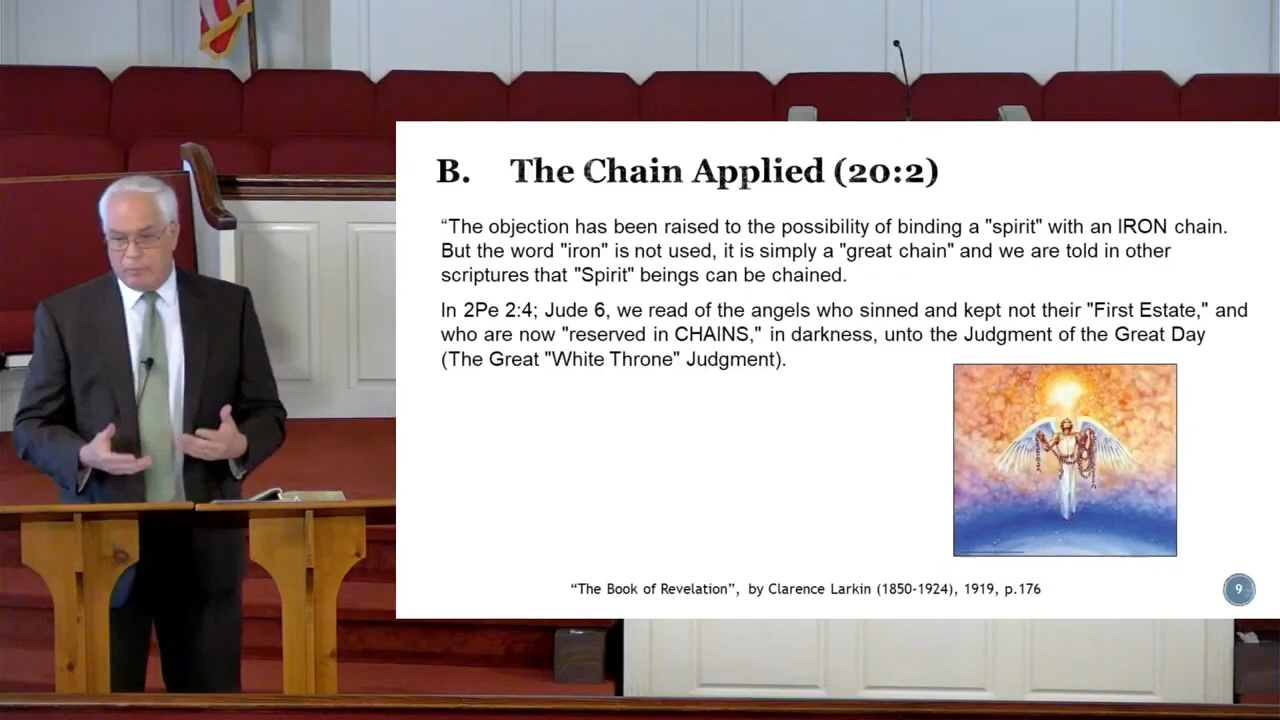 B. The Chain Applied (20:2)
“The objection has been raised to the possibility of binding a "spirit" with an IRON chain.
But the word "iron" is not used, it is simply a "great chain" and we are told in other
scriptures that "Spirit" beings can be chained.
In 2Pe 2:4; Jude 6, we read of the angels who sinned and kept not their "First Estate," and
who are now "reserved in CHAINS," in darkness, unto the Judgment of the Great Day
(The Great "White Throne" Judgment).
“The Book of Revelation”, by Clarence Larkin (1850-1924), 1919, p.176
9